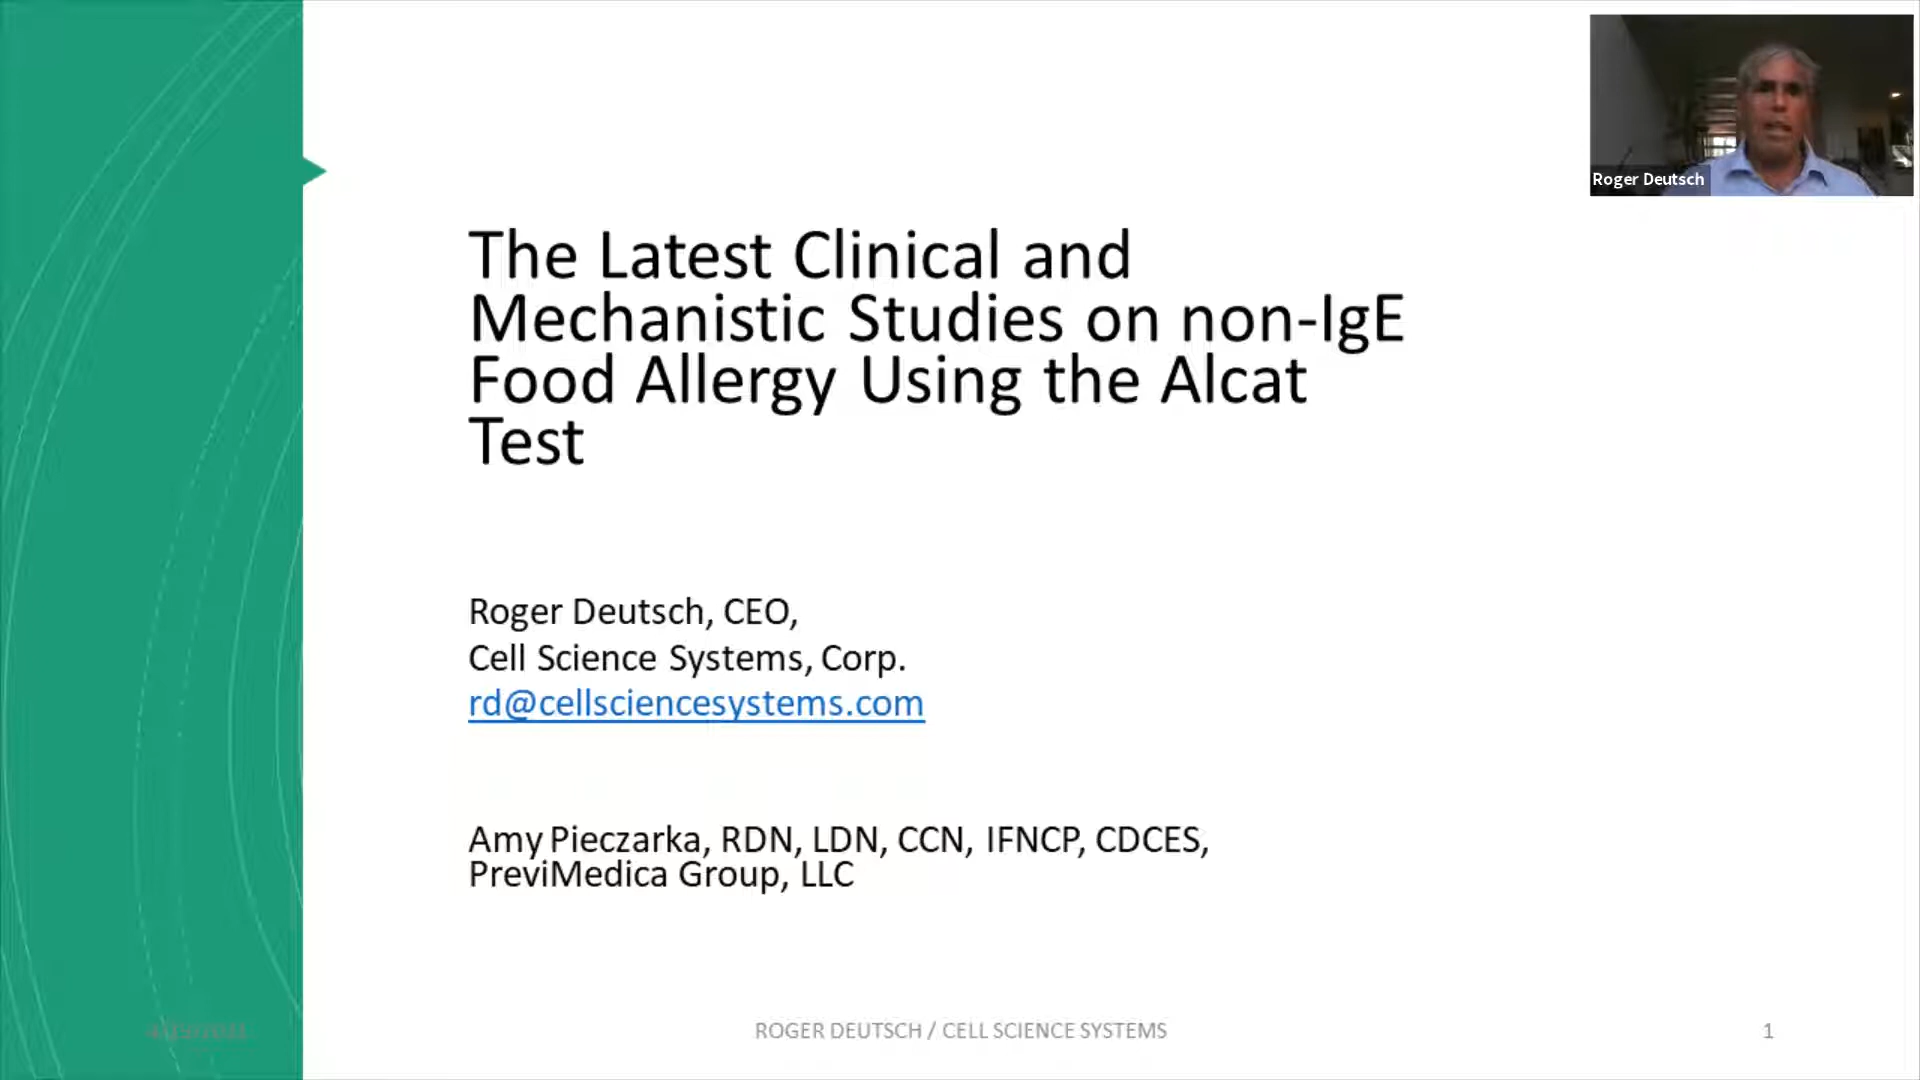 Roger Deutsch
The Latest Clinical and
Mechanistic Studies on non-IgE
Food Allergy Using the Alcat
Test
Roger Deutsch, CEO,
Cell Science Systems, Corp.
rd@cellsciencesystems.com
Amy Pieczarka, RDN, LDN, CCN, IFNCP, CDCES,
PreviMedica Group, LLC
ROGER DEUTSCH / CELL SCIENCE SYSTEMS
1